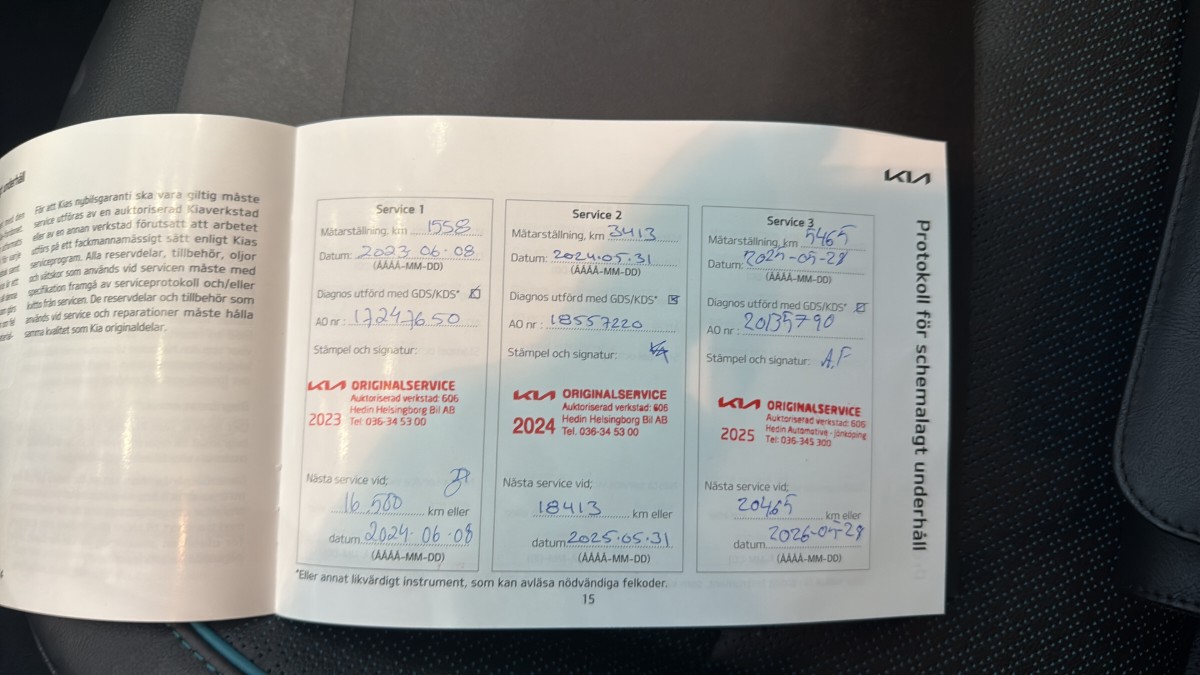 gt underhåll
För att Kias nybilsgaranti ska vara giltig måste
service utföras av en auktoriserad Kiaverkstad
eller av en annan verkstad förutsatt att arbetet
utförs på ett fackmannamässigt sätt enligt Kias
serviceprogram. Alla reservdelar, tillbehör, oljor
och vätskor som används vid servicen måste med
specifikation framgå av serviceprotokoll och/eller
kvitto från servicen. De reservdelar och tillbehör som
används vid service och reparationer måste hålla
samma kvalitet som Kia originaldelar.
KIA
Protokoll för schemalagt underhåll
Service 1
Mätarställning, km 1558
Datum: 2023 06 08
(ÅÅÅÅ-MM-DD)
Diagnos utförd med GDS/KDS*
AO nr: 17247650
Stämpel och signatur:
KIA ORIGINALSERVICE
Auktoriserad verkstad: 606
Hedin Helsingborg Bil AB
2023 Tel: 036-34 53 00
Nästa service vid;
16.580 km eller
datum 2024.06.08
(ÅÅÅÅ-MM-DD)
Service 2
Mätarställning, km 3413
Datum: 2024.05.31
(ÅÅÅÅ-MM-DD)
Diagnos utförd med GDS/KDS*
AO nr: 18557220
Stämpel och signatur:
KIA ORIGINALSERVICE
Auktoriserad verkstad: 606
Hedin Helsingborg Bil AB
2024 Tel. 036-34 53 00
Nästa service vid;
18413 km eller
datum 2025.05.31
(ÅÅÅÅ-MM-DD)
Service 3
Mätarställning, km 5465
Datum: 2025-05-28
(ÅÅÅÅ-MM-DD)
Diagnos utförd med GDS/KDS*
AO nr: 20135790
Stämpel och signatur: A.F
KIA ORIGINALSERVICE
Auktoriserad verkstad: 606
Hedin Automotive - Jönköping
2025 Tel: 036-345 300
Nästa service vid;
20465 km eller
datum 2026-05-28
(ÅÅÅÅ-MM-DD)
*Eller annat likvärdigt instrument, som kan avläsa nödvändiga felkoder.
15